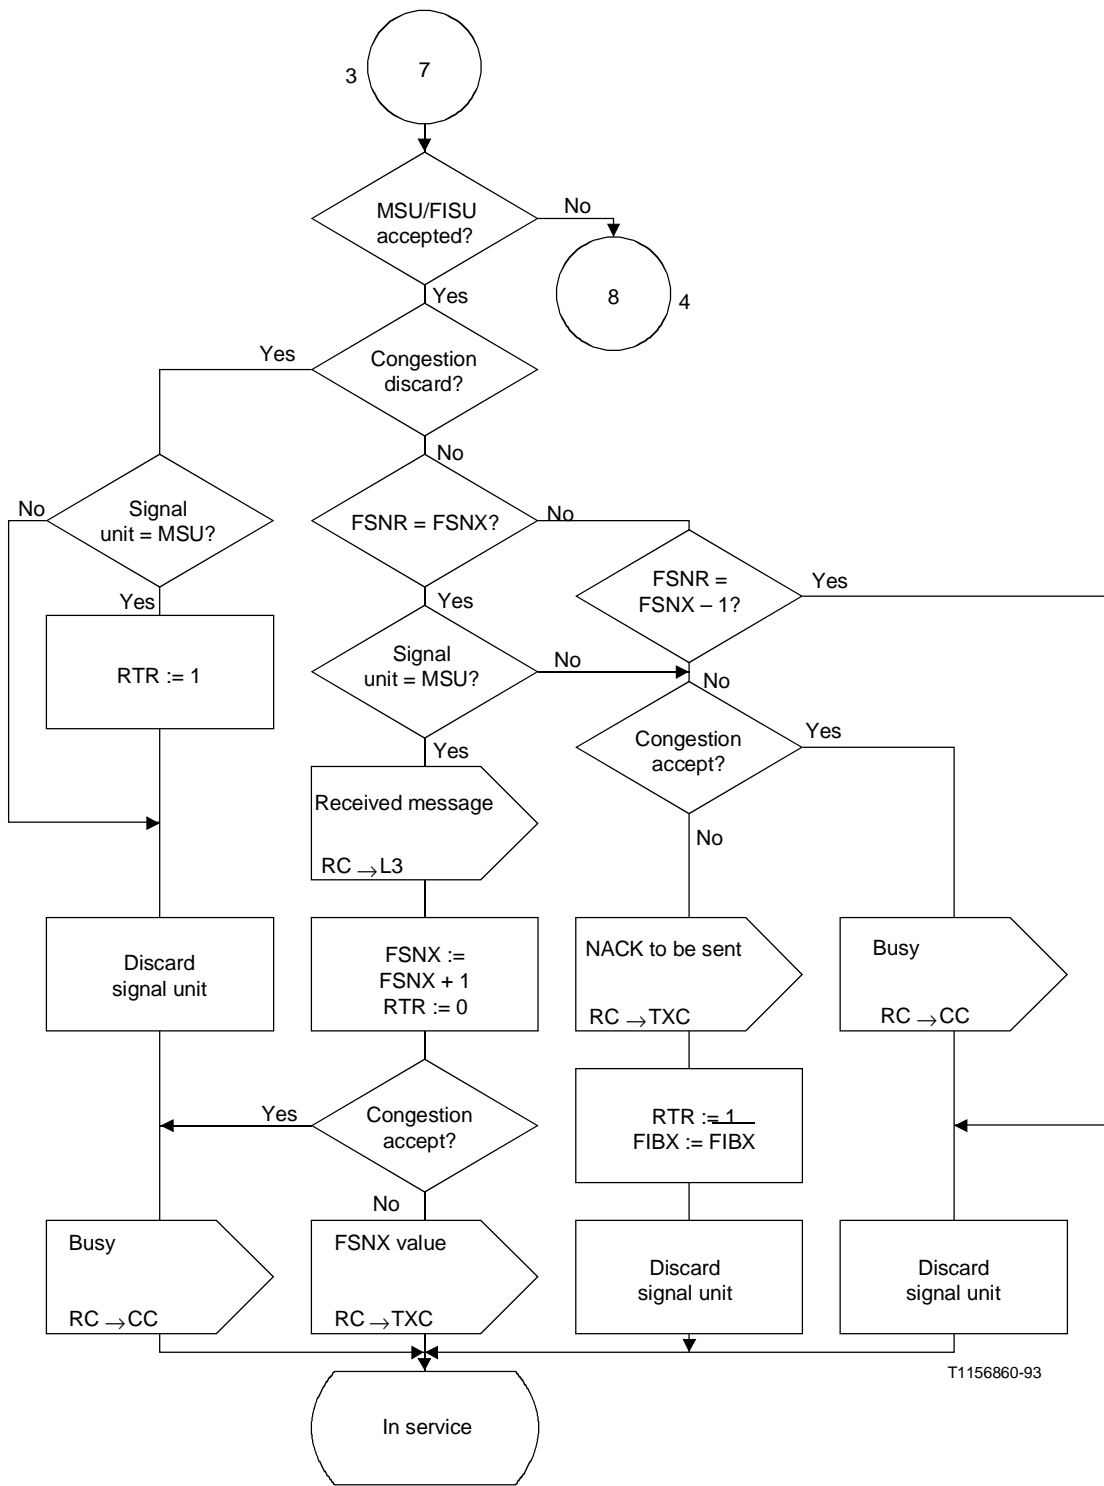 3
7
MSU/FISU
accepted?
No
8
4
Yes
Yes
Congestion
discard?
No
No
Signal
unit = MSU?
FSNR = FSNX?
No
FSNR =
FSNX – 1?
Yes
Yes
RTR := 1
Yes
Signal
unit = MSU?
No
No
Congestion
accept?
Yes
Yes
Received message
RC → L3
No
Discard
signal unit
FSNX :=
FSNX + 1
RTR := 0
NACK to be sent
RC → TXC
Busy
RC → CC
Yes
Congestion
accept?
RTR := 1
FIBX := F̅I̅B̅X̅
No
Busy
RC → CC
FSNX value
RC → TXC
Discard
signal unit
Discard
signal unit
T1156860-93
In service